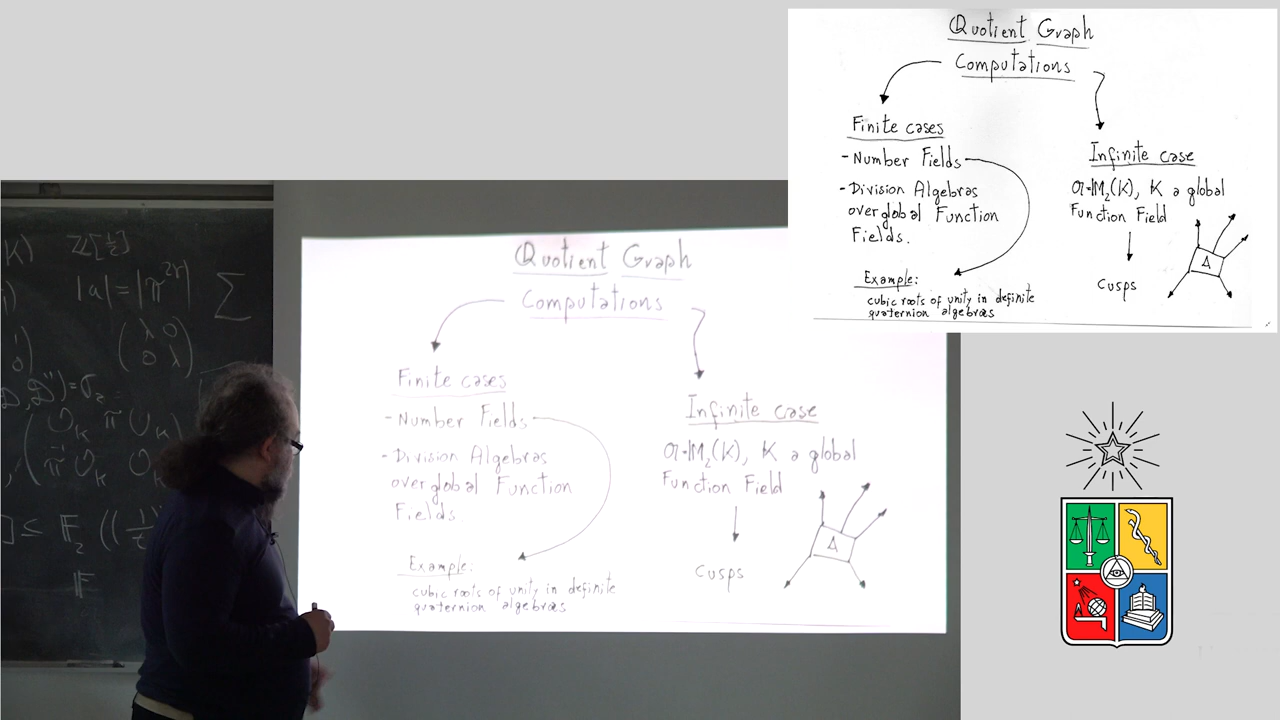 Quotient Graph
Computations
Finite cases
- Number Fields
- Division Algebras
over global Function
Fields.
Example:
cubic roots of unity in definite
quaternion algebras
Infinite case
𝔄=𝕄₂(K), K a global
Function Field
Cusps
Δ
K) ℤ[½]
|a|=|π²ʳ| Σ
(λ 0
0 λ)
Quotient Graph
Computations
Finite cases
- Number Fields
- Division Algebras
over global Function
Fields.
Example:
cubic roots of unity in definite
quaternion algebras
Infinite case
𝔄=𝕄₂(K), K a global
Function Field
Cusps
Δ